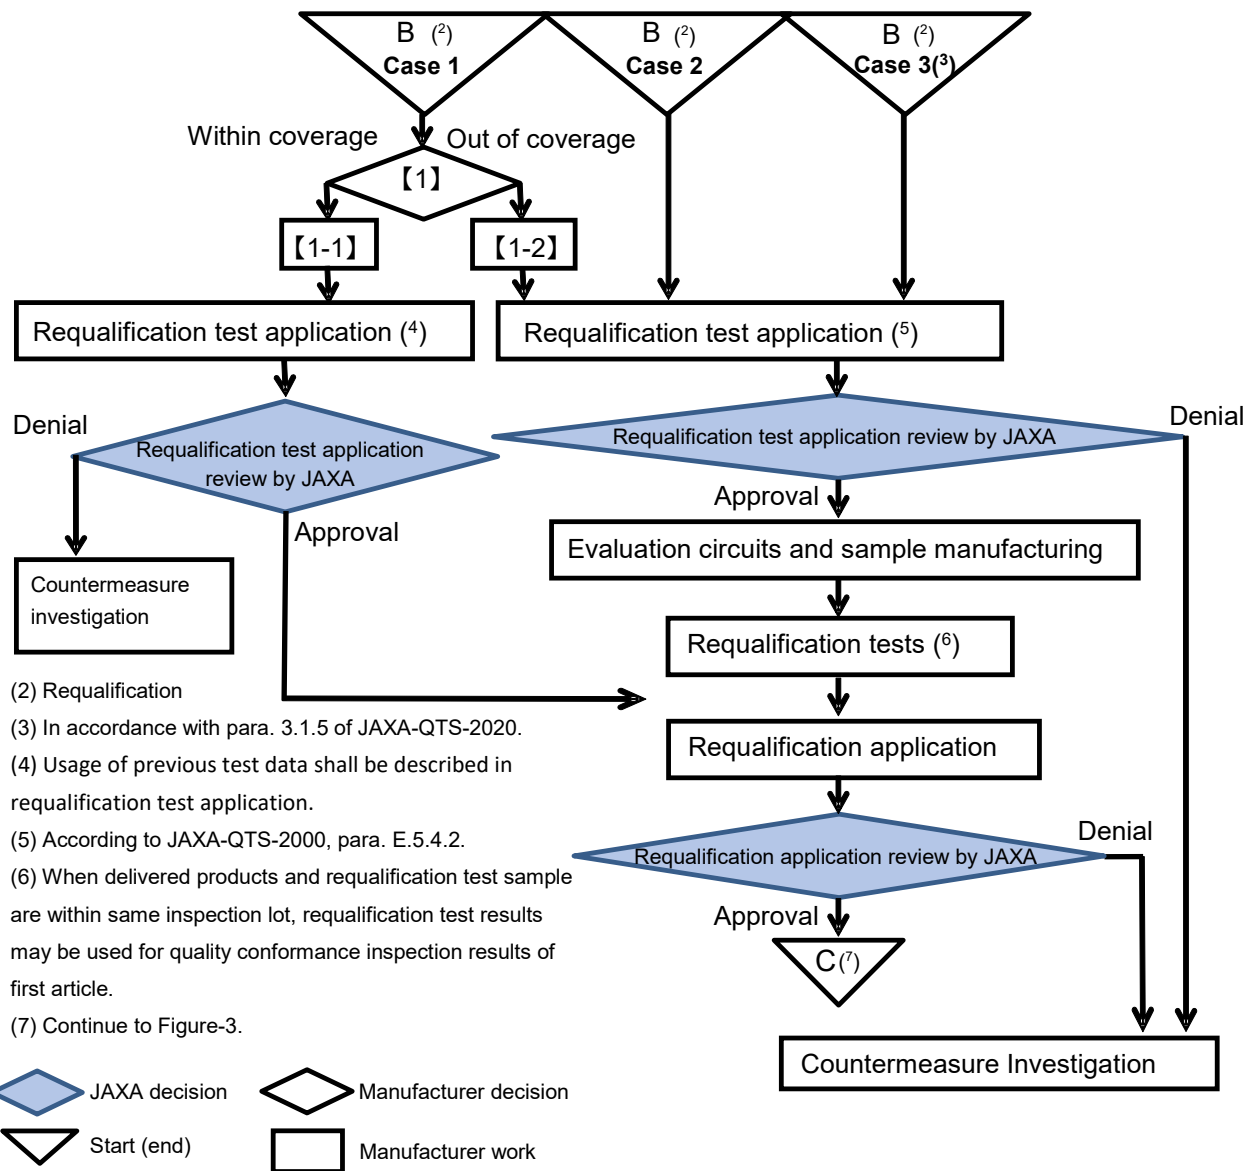 B (2)
Case 1
B (2)
Case 2
B (2)
Case 3(3)
Within coverage
Out of coverage
【1】
【1-1】
【1-2】
Requalification test application (4)
Requalification test application (5)
Denial
Requalification test application
review by JAXA
Requalification test application review by JAXA
Denial
Approval
Approval
Countermeasure
investigation
Evaluation circuits and sample manufacturing
Requalification tests (6)
(2) Requalification
(3) In accordance with para. 3.1.5 of JAXA-QTS-2020.
(4) Usage of previous test data shall be described in
requalification test application.
(5) According to JAXA-QTS-2000, para. E.5.4.2.
(6) When delivered products and requalification test sample
are within same inspection lot, requalification test results
may be used for quality conformance inspection results of
first article.
(7) Continue to Figure-3.
Requalification application
Requalification application review by JAXA
Denial
Approval
C(7)
Countermeasure Investigation
JAXA decision
Manufacturer decision
Start (end)
Manufacturer work